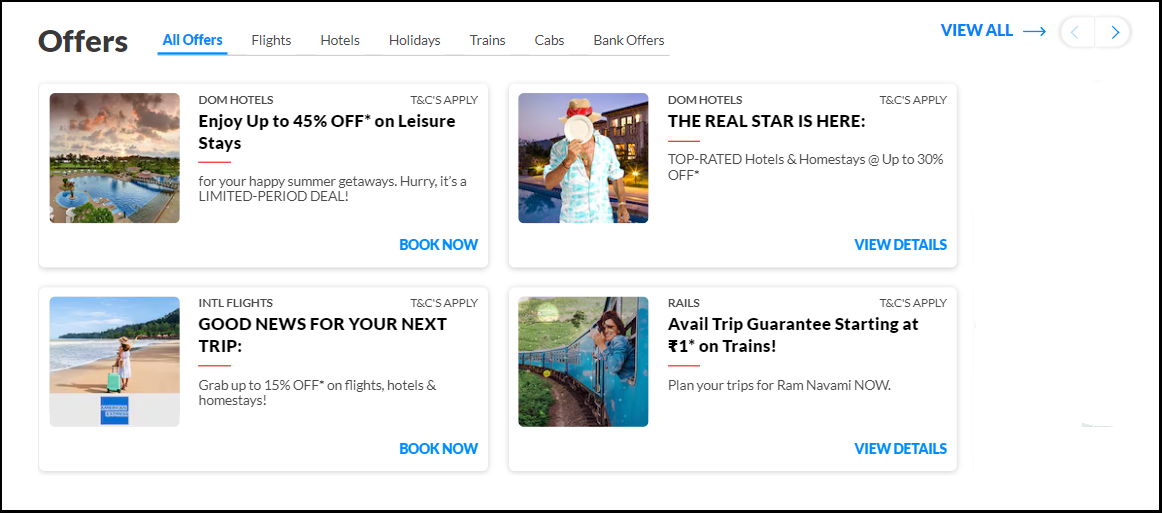 Offers
All Offers
Flights
Hotels
Holidays
Trains
Cabs
Bank Offers
VIEW ALL
DOM HOTELS
T&C'S APPLY
Enjoy Up to 45% OFF* on Leisure
Stays
for your happy summer getaways. Hurry, it's a
LIMITED-PERIOD DEAL!
BOOK NOW
DOM HOTELS
T&C'S APPLY
THE REAL STAR IS HERE:
TOP-RATED Hotels & Homestays @ Up to 30%
OFF*
VIEW DETAILS
INTL FLIGHTS
T&C'S APPLY
GOOD NEWS FOR YOUR NEXT
TRIP:
Grab up to 15% OFF* on flights, hotels &
homestays!
AMERICAN
EXPRESS
BOOK NOW
RAILS
T&C'S APPLY
Avail Trip Guarantee Starting at
₹1* on Trains!
Plan your trips for Ram Navami NOW.
VIEW DETAILS